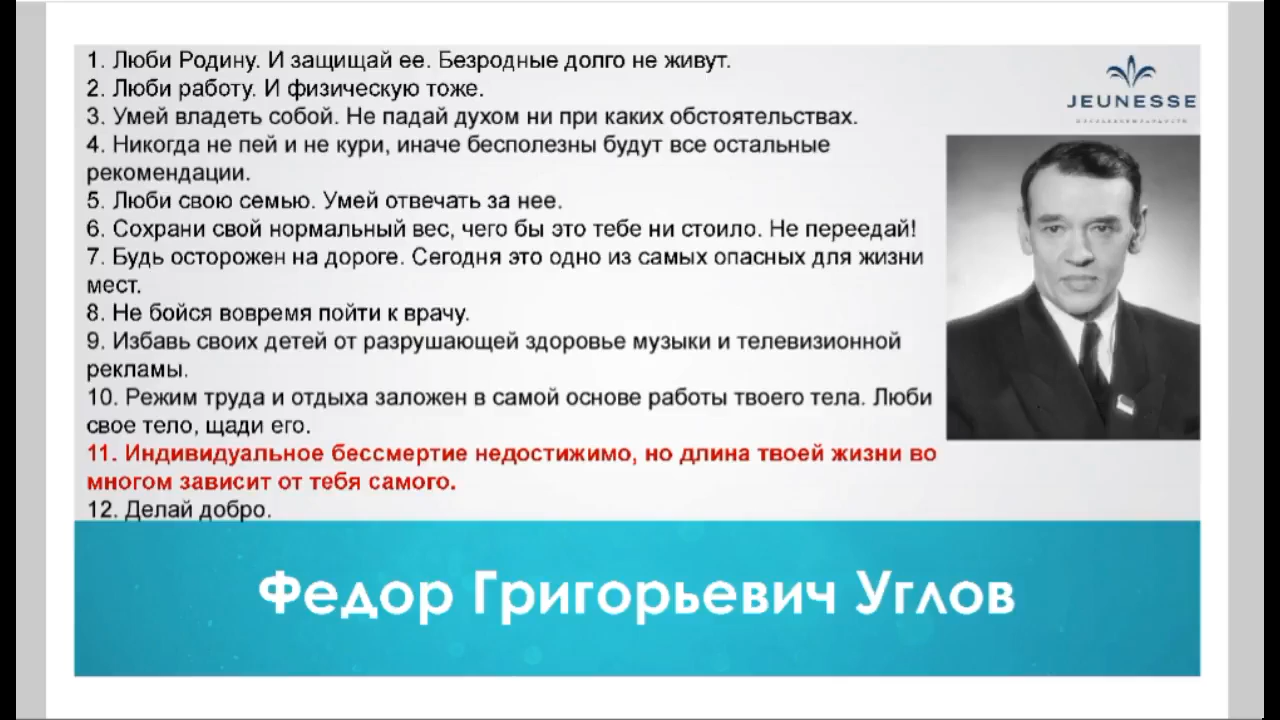 1. Люби Родину. И защищай ее. Безродные долго не живут.
2. Люби работу. И физическую тоже.
3. Умей владеть собой. Не падай духом ни при каких обстоятельствах.
4. Никогда не пей и не кури, иначе бесполезны будут все остальные
рекомендации.
5. Люби свою семью. Умей отвечать за нее.
6. Сохрани свой нормальный вес, чего бы это тебе ни стоило. Не переедай!
7. Будь осторожен на дороге. Сегодня это одно из самых опасных для жизни
мест.
8. Не бойся вовремя пойти к врачу.
9. Избавь своих детей от разрушающей здоровье музыки и телевизионной
рекламы.
10. Режим труда и отдыха заложен в самой основе работы твоего тела. Люби
свое тело, щади его.
11. Индивидуальное бессмертие недостижимо, но длина твоей жизни во
многом зависит от тебя самого.
12. Делай добро.
JEUNESSE
Федор Григорьевич Углов